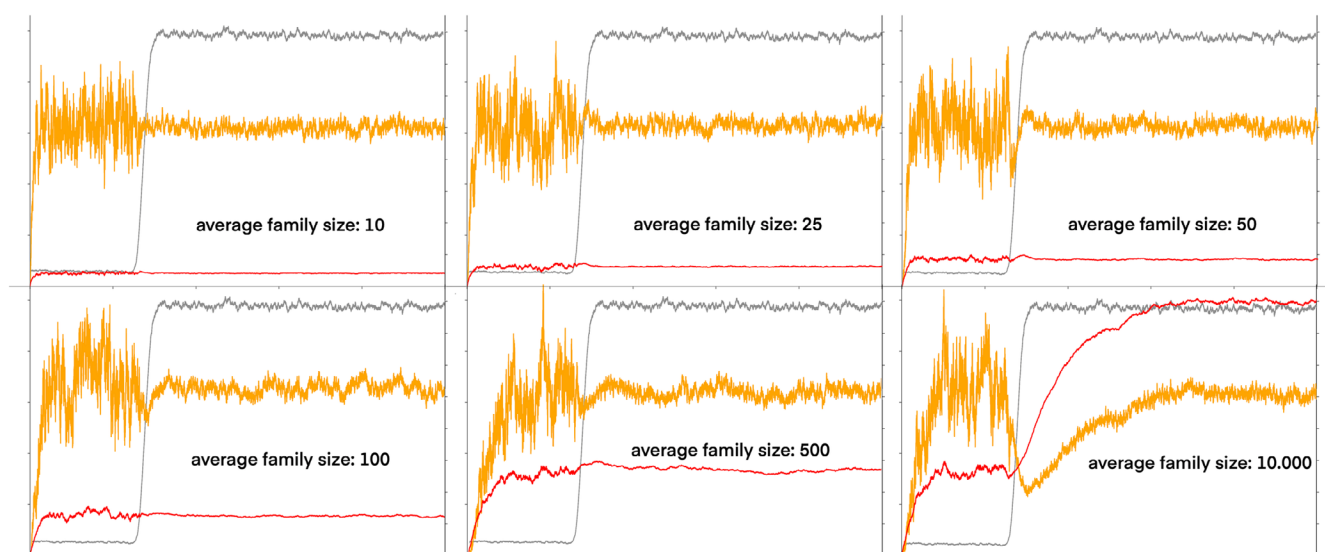 average family size: 10
average family size: 25
average family size: 50
average family size: 100
average family size: 500
average family size: 10.000